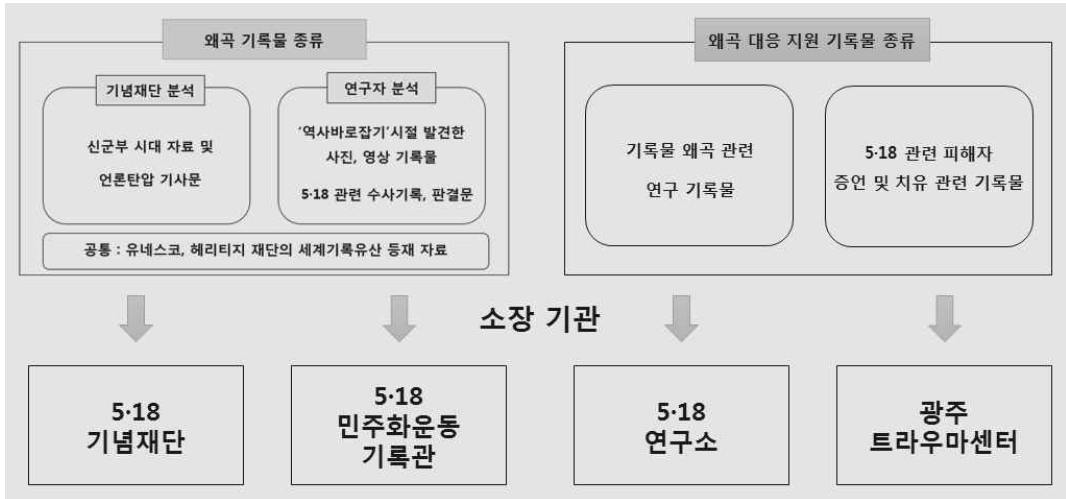 왜곡 기록물 종류
기념재단 분석
신군부 시대 자료 및
언론탄압 기사문
연구자 분석
'역사바로잡기'시절 발견한
사진, 영상 기록물
5·18 관련 수사기록, 판결문
공통 : 유네스코, 헤리티지 재단의 세계기록유산 등재 자료
왜곡 대응 지원 기록물 종류
기록물 왜곡 관련
연구 기록물
5·18 관련 피해자
증언 및 치유 관련 기록물
소장 기관
5·18
기념재단
5·18
민주화운동
기록관
5·18
연구소
광주
트라우마센터